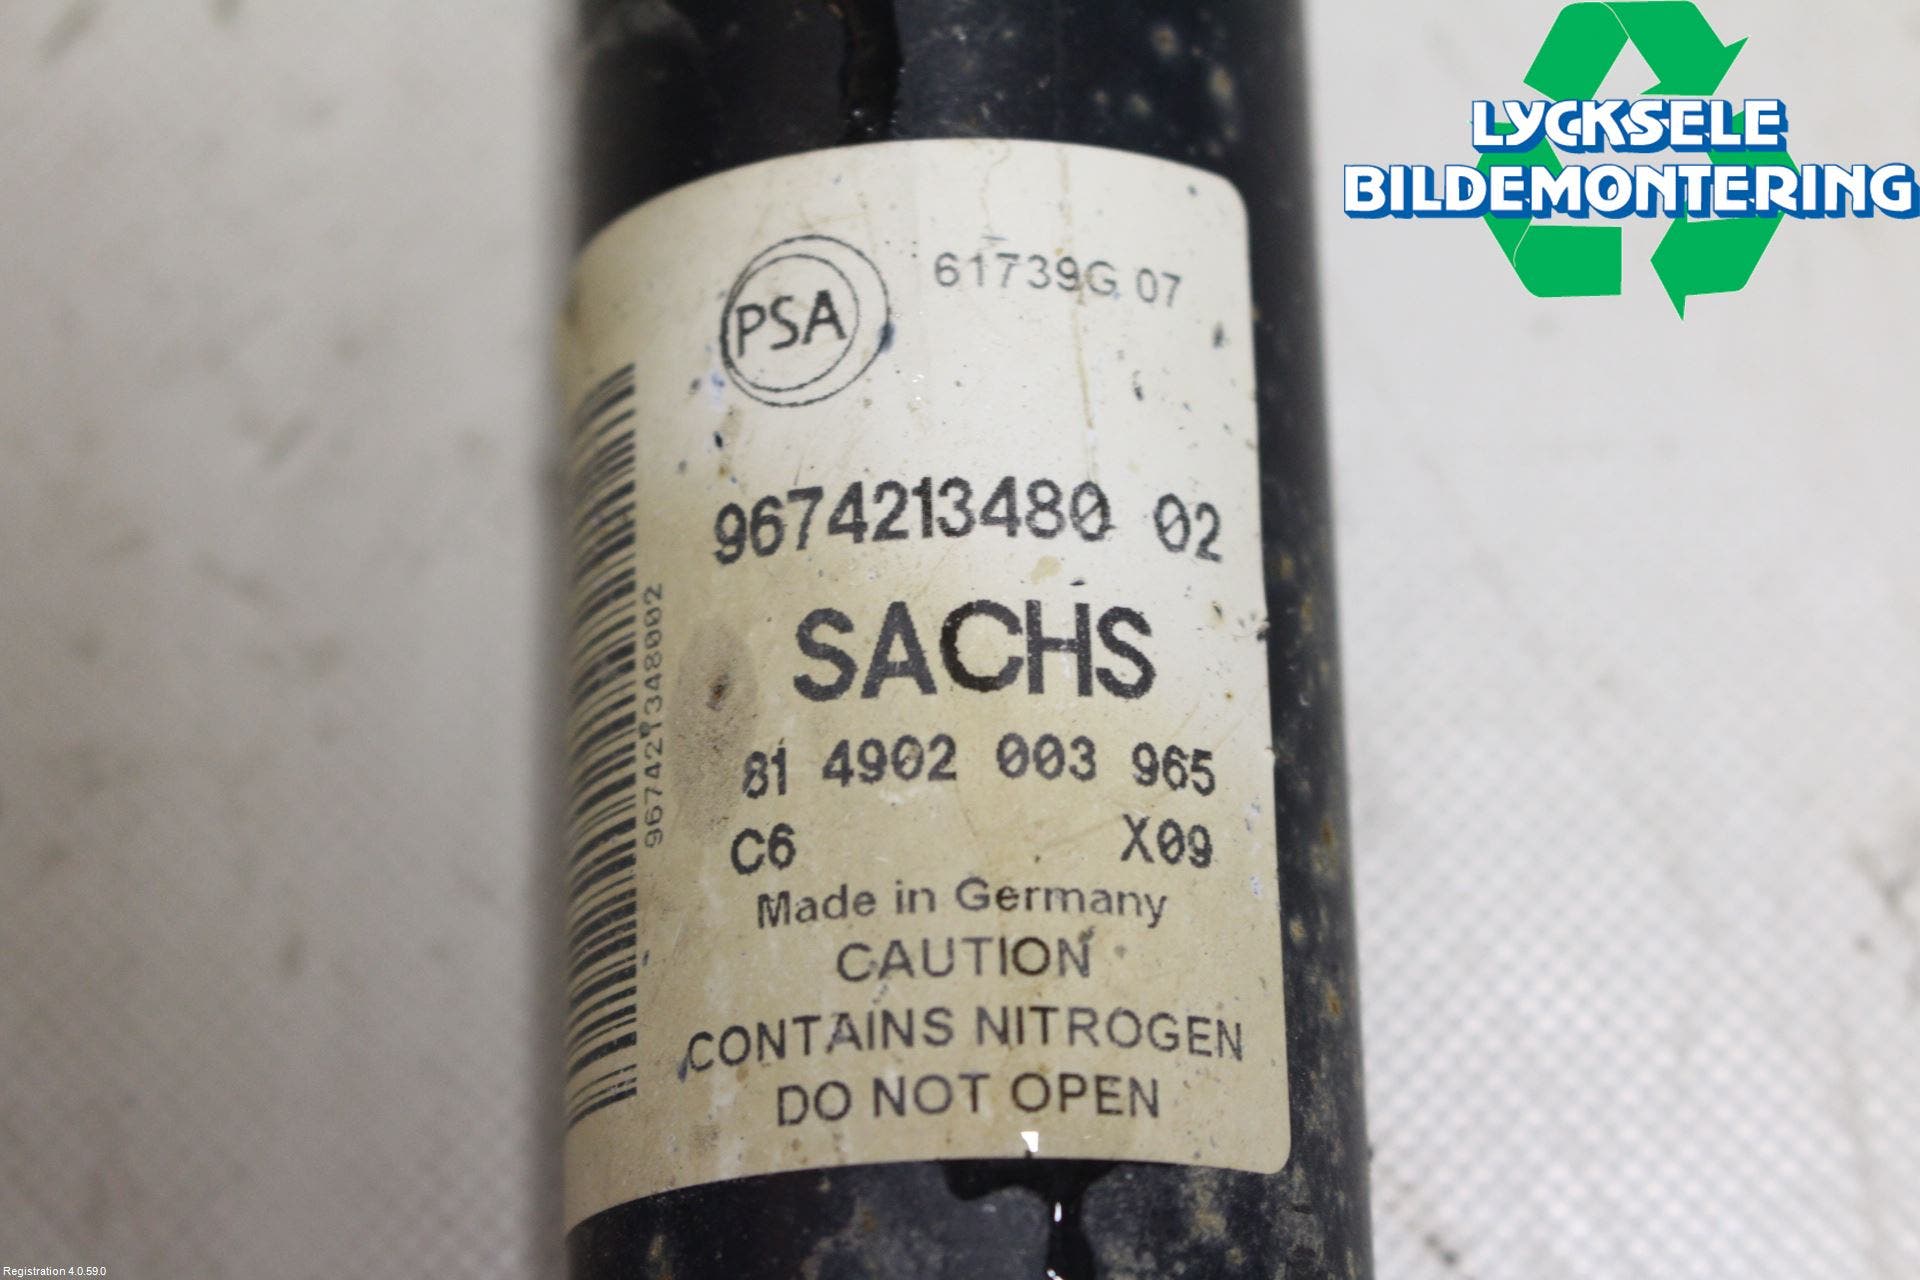 LYCKSELE
BILDEMONTERING
PSA
61739G 07
9674213480 02
SACHS
81 4902 003 965
C6 X09
Made in Germany
CAUTION
CONTAINS NITROGEN
DO NOT OPEN
967421348002
Registration 4.0.59.0